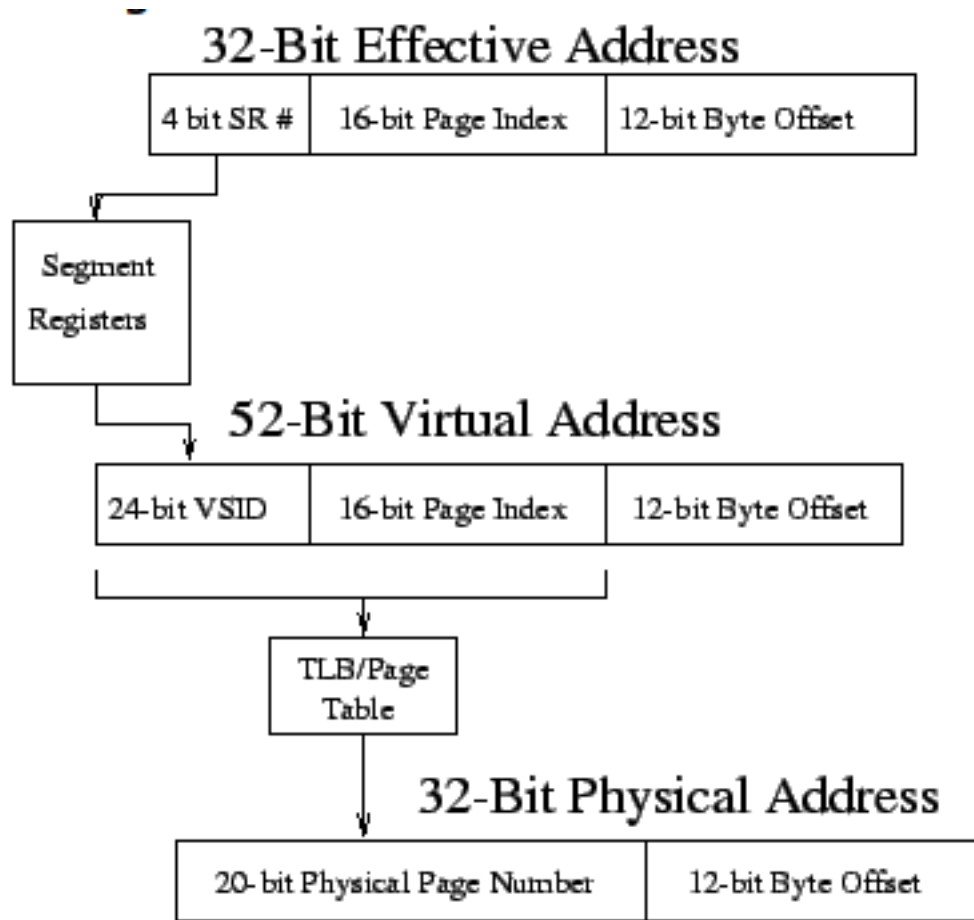 32-Bit Effective Address
4 bit SR # 16-bit Page Index 12-bit Byte Offset
Segment
Registers
52-Bit Virtual Address
24-bit VSID 16-bit Page Index 12-bit Byte Offset
TLB/Page
Table
32-Bit Physical Address
20-bit Physical Page Number 12-bit Byte Offset